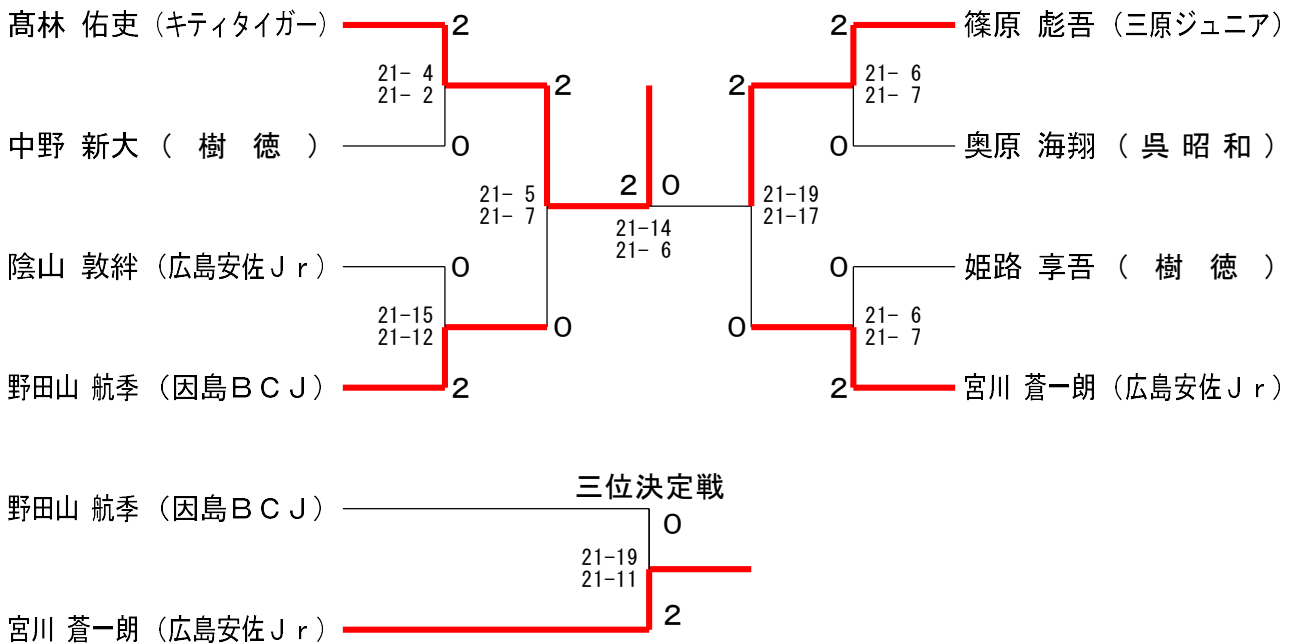 髙林 佑吏 (キティタイガー) 2
2 篠原 彪吾 (三原ジュニア)
21- 4
21- 2
2
2
21- 6
21- 7
中野 新大 ( 樹 徳 ) 0
0 奥原 海翔 ( 呉 昭 和 )
21- 5
21- 7
2 0
21-14
21- 6
21-19
21-17
陰山 敦絆 (広島安佐Jr) 0
0 姫路 享吾 ( 樹 徳 )
21-15
21-12
0
0
21- 6
21- 7
野田山 航季 (因島BCJ) 2
2 宮川 蒼一朗 (広島安佐Jr)
三位決定戦
野田山 航季 (因島BCJ) 0
21-19
21-11
宮川 蒼一朗 (広島安佐Jr) 2